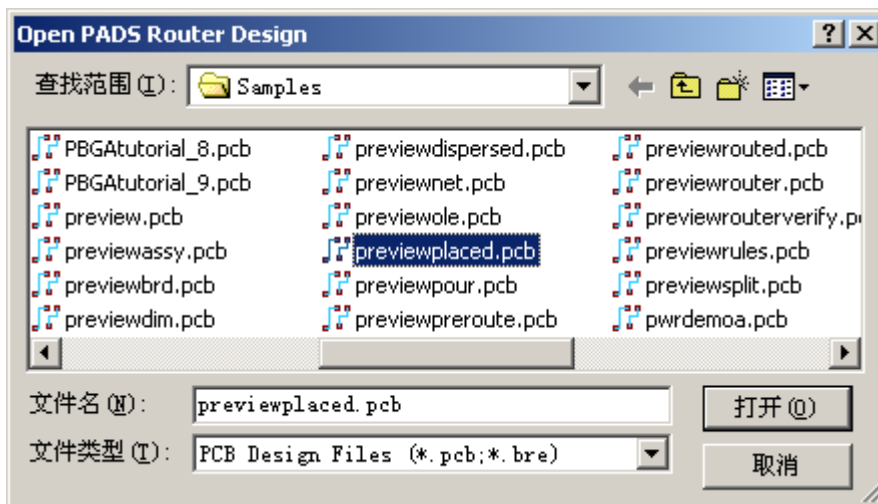 Open PADS Router Design
查找范围(I): Samples
PBGAtutorial_8.pcb previewdispersed.pcb previewrouted.pcb
PBGAtutorial_9.pcb previewnet.pcb previewrouter.pcb
preview.pcb previewole.pcb previewrouterverify.p
previewassy.pcb previewplaced.pcb previewrules.pcb
previewbrd.pcb previewpour.pcb previewsplit.pcb
previewdim.pcb previewpreroute.pcb pwrdemoa.pcb
文件名(N): previewplaced.pcb 打开(O)
文件类型(T): PCB Design Files (*.pcb;*.bre) 取消